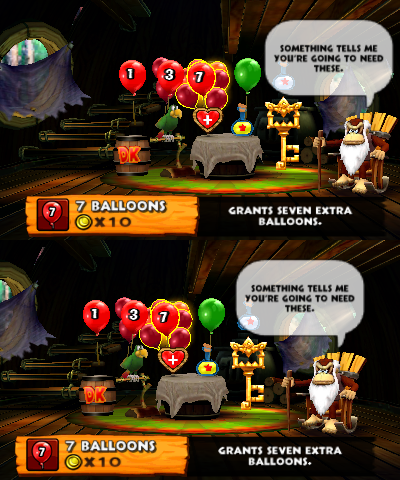 SOMETHING TELLS ME
YOU'RE GOING TO NEED
THESE.
1
3
7
DK
7
7 BALLOONS
X10
GRANTS SEVEN EXTRA
BALLOONS.
SOMETHING TELLS ME
YOU'RE GOING TO NEED
THESE.
1
3
7
DK
7
7 BALLOONS
X10
GRANTS SEVEN EXTRA
BALLOONS.